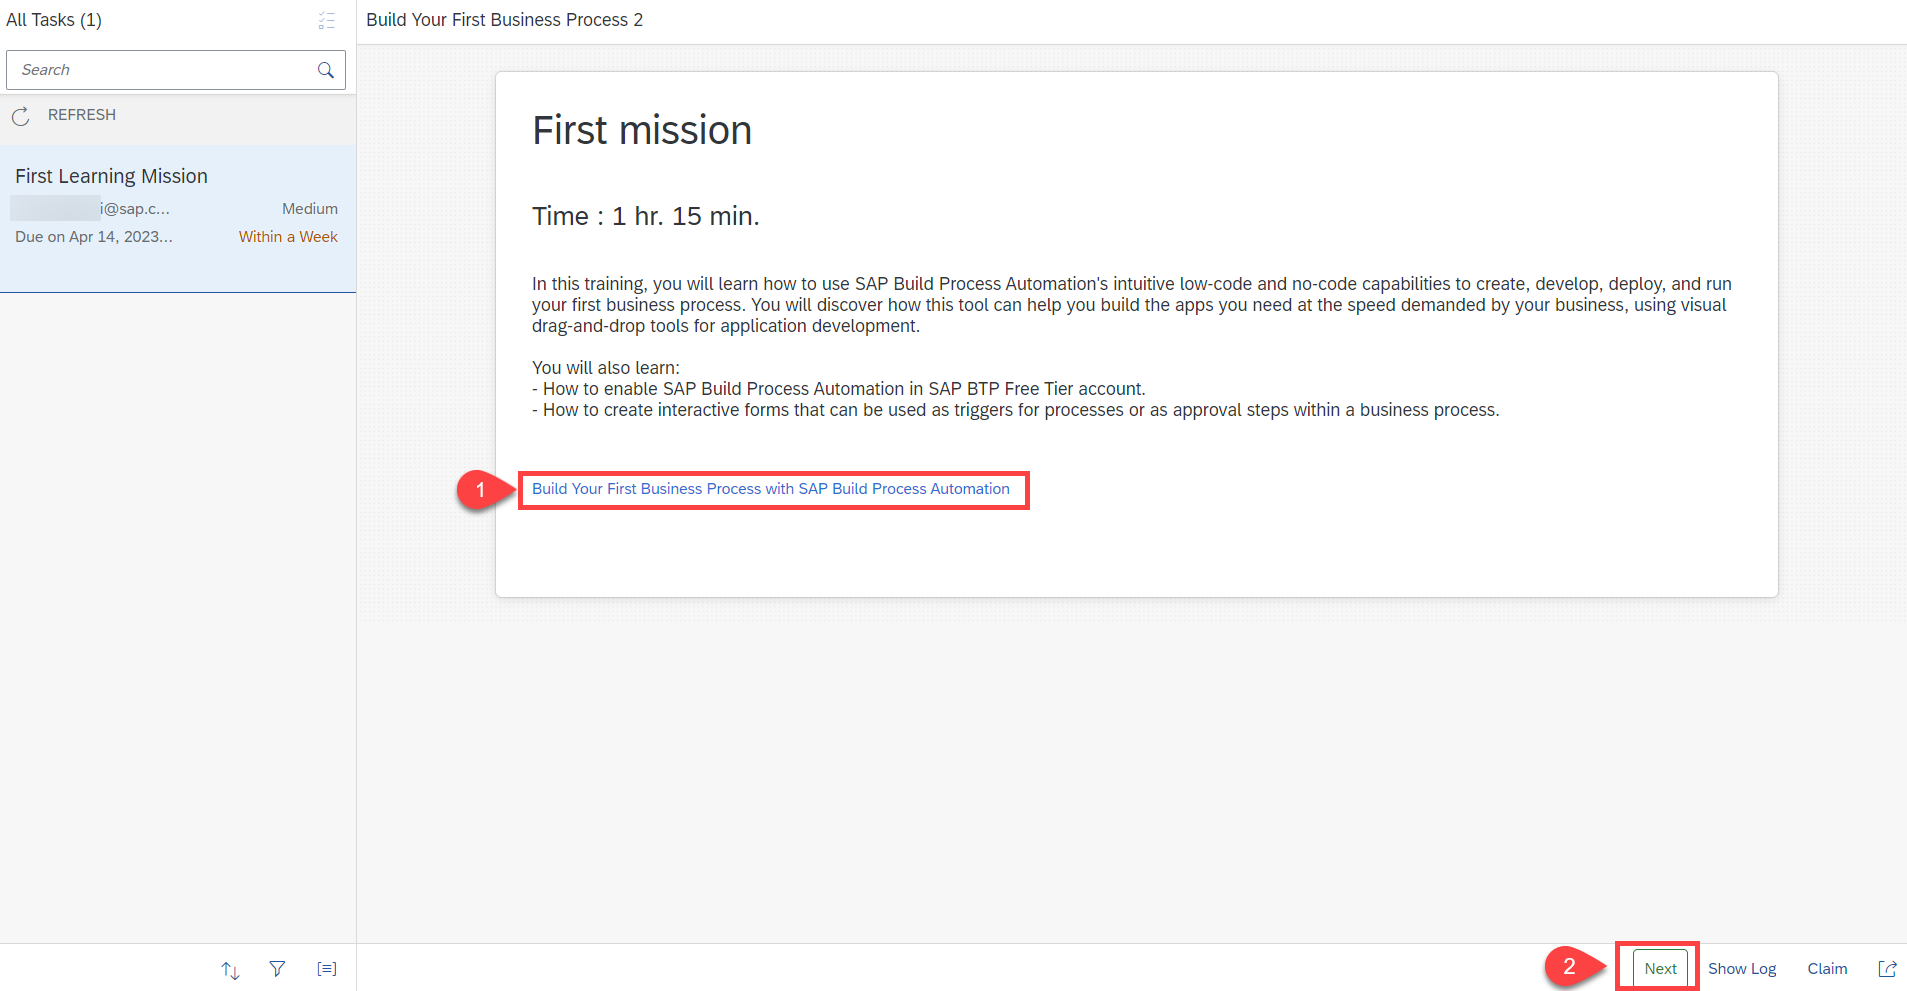 All Tasks (1)
Search
REFRESH
First Learning Mission
i@sap.c... Medium
Due on Apr 14, 2023... Within a Week
Build Your First Business Process 2
First mission
Time : 1 hr. 15 min.
In this training, you will learn how to use SAP Build Process Automation's intuitive low-code and no-code capabilities to create, develop, deploy, and run
your first business process. You will discover how this tool can help you build the apps you need at the speed demanded by your business, using visual
drag-and-drop tools for application development.
You will also learn:
- How to enable SAP Build Process Automation in SAP BTP Free Tier account.
- How to create interactive forms that can be used as triggers for processes or as approval steps within a business process.
1 Build Your First Business Process with SAP Build Process Automation
2 Next Show Log Claim